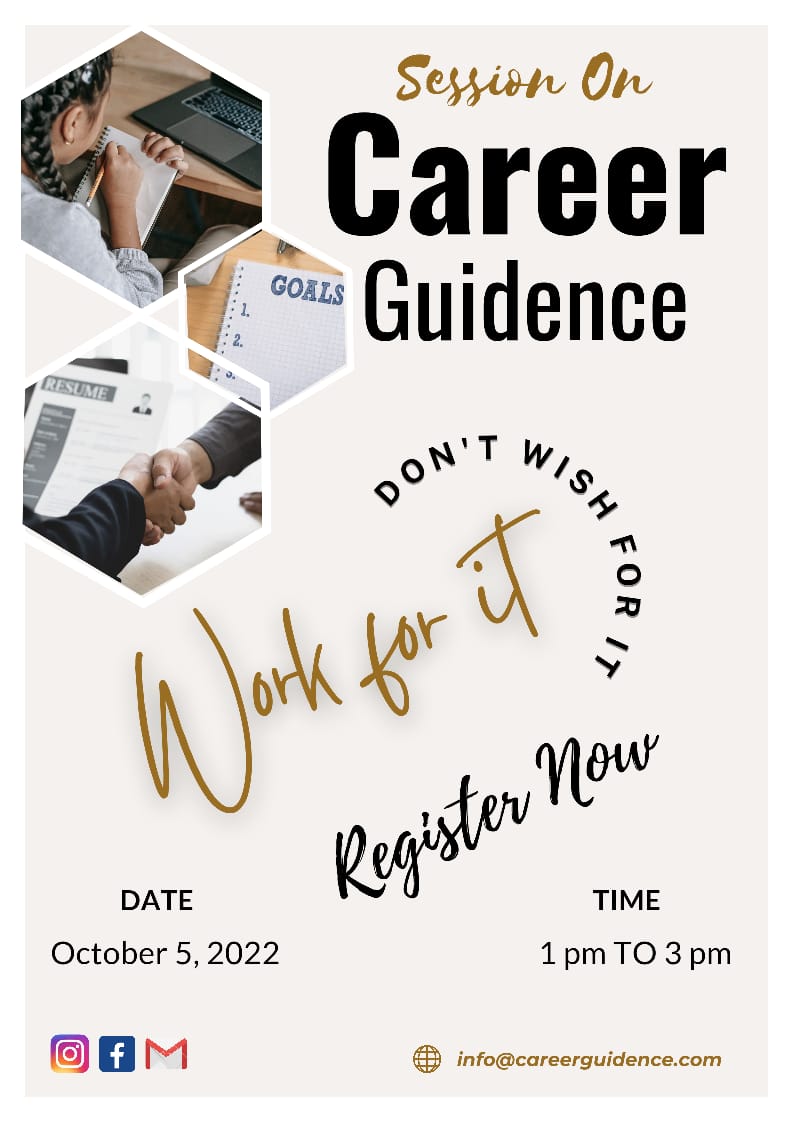 Session On
Career
Guidence
GOALS
1.
2.
3.
RESUME
DON'T WISH FOR IT
Work for it
Register Now
DATE
October 5, 2022
TIME
1 pm TO 3 pm
info@careerguidence.com